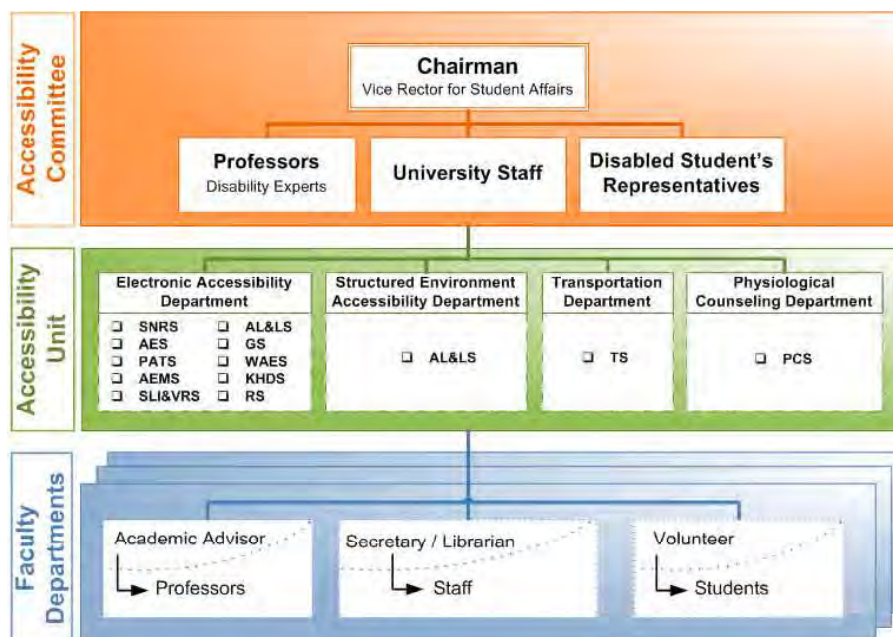 Accessibility
Committee
Chairman
Vice Rector for Student Affairs
Professors
Disability Experts
University Staff
Disabled Student's
Representatives
Accessibility
Unit
Electronic Accessibility
Department
❑ SNRS
❑ AES
❑ PATS
❑ AEMS
❑ SLI&VRS
❑ AL&LS
❑ GS
❑ WAES
❑ KHDS
❑ RS
Structured Environment
Accessibility Department
❑ AL&LS
Transportation
Department
❑ TS
Physiological
Counseling Department
❑ PCS
Faculty
Departments
Academic Advisor
Professors
Secretary / Librarian
Staff
Volunteer
Students